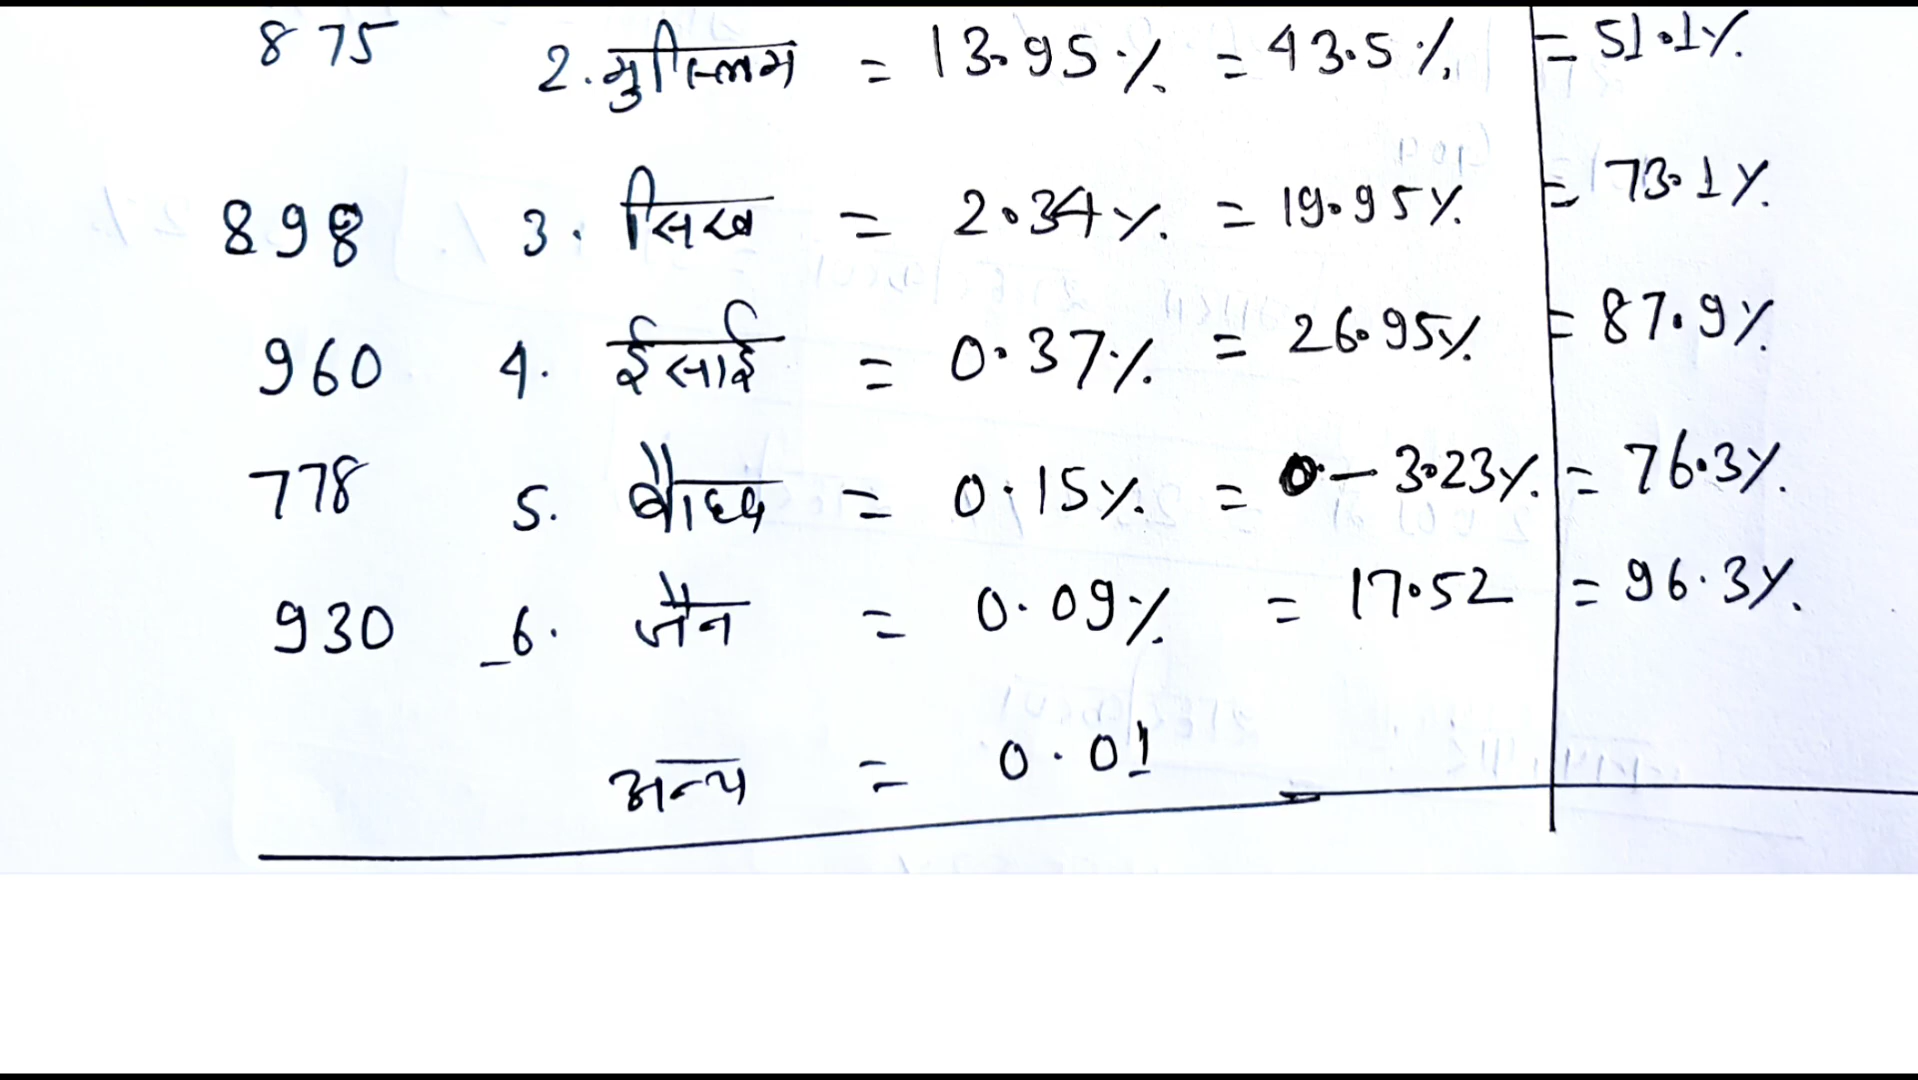 875 2. मुस्लिम = 13.95% = 43.5% = 51.1%
898 3. सिख = 2.34% = 19.95% = 73.1%
960 4. ईसाई = 0.37% = 26.95% = 87.9%
778 5. बौद्ध = 0.15% = 0 - 3.23% = 76.3%
930 6. जैन = 0.09% = 17.52 = 96.3%
अन्य = 0.01